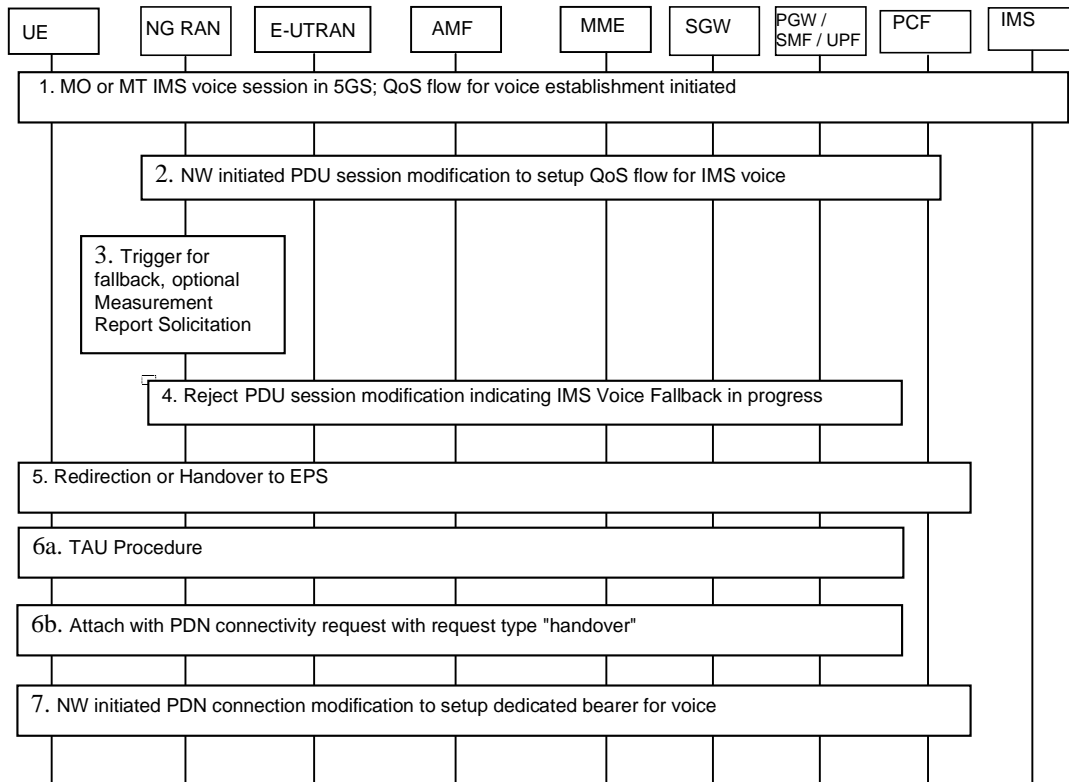 UE
NG RAN
E-UTRAN
AMF
MME
SGW
PGW /
SMF / UPF
PCF
IMS
1. MO or MT IMS voice session in 5GS; QoS flow for voice establishment initiated
2. NW initiated PDU session modification to setup QoS flow for IMS voice
3. Trigger for
fallback, optional
Measurement
Report Solicitation
4. Reject PDU session modification indicating IMS Voice Fallback in progress
5. Redirection or Handover to EPS
6a. TAU Procedure
6b. Attach with PDN connectivity request with request type "handover"
7. NW initiated PDN connection modification to setup dedicated bearer for voice